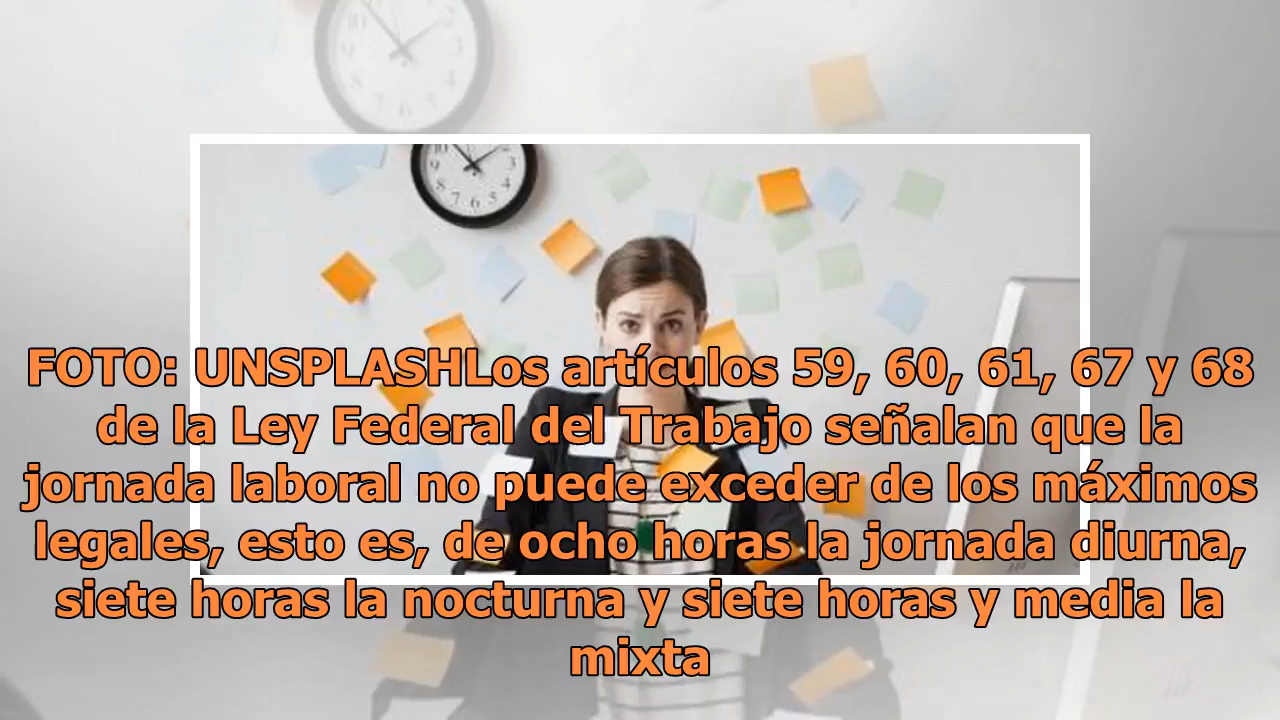 FOTO: UNSPLASHLos artículos 59, 60, 61, 67 y 68
de la Ley Federal del Trabajo señalan que la
jornada laboral no puede exceder de los máximos
legales, esto es, de ocho horas la jornada diurna,
siete horas la nocturna y siete horas y media la
mixta